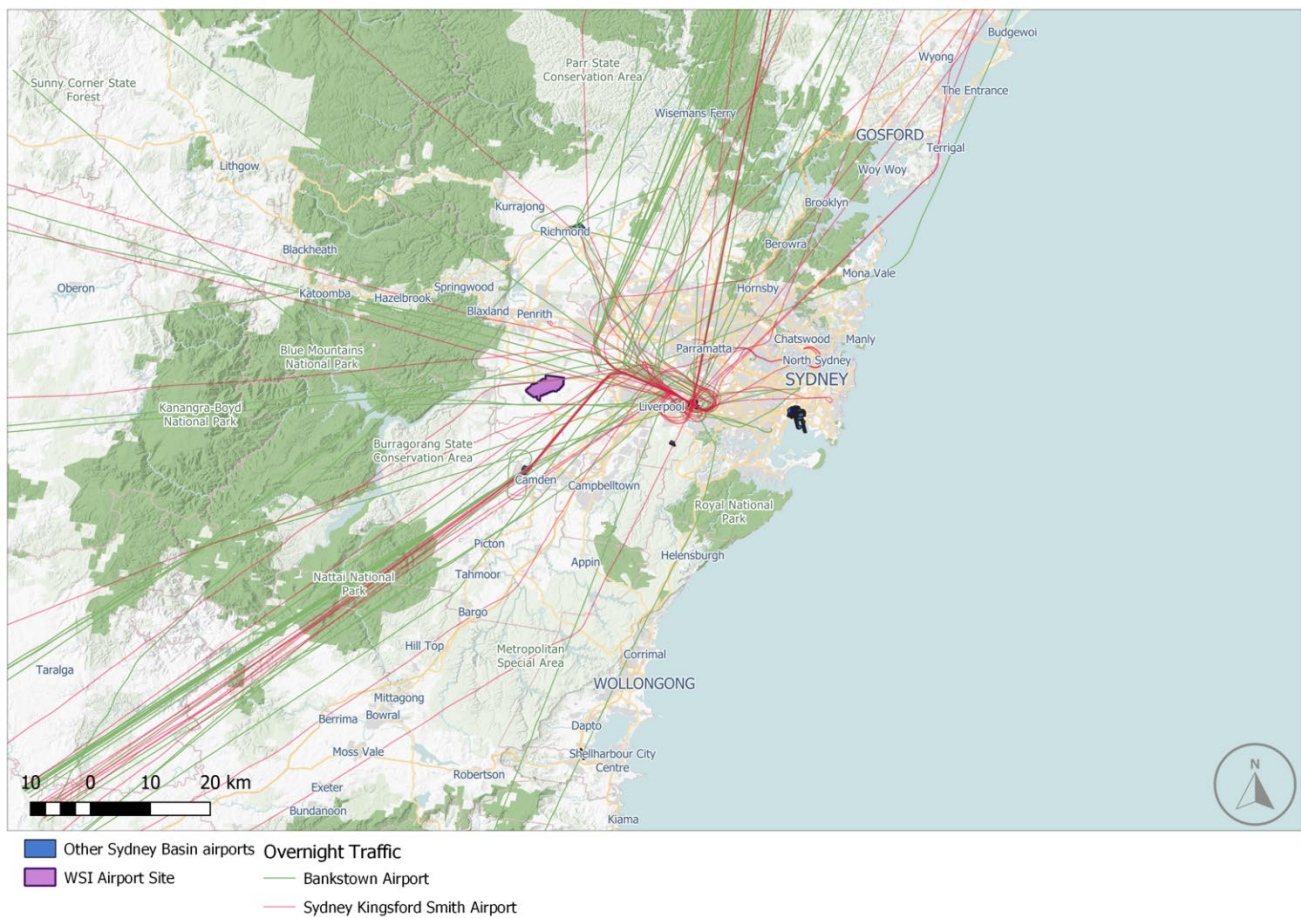 Budgewoi
Wyong
Parr State
Conservation Area
Sunny Corner State
Forest
The Entrance
Wisemans Ferry
GOSFORD
Terrigal
Lithgow
Woy Woy
Kurrajong
Brooklyn
Richmond
Berowra
Blackheath
Mona Vale
Oberon
Katoomba
Hazelbrook
Springwood
Hornsby
Blaxland
Penrith
Chatswood
Manly
Parramatta
Blue Mountains
National Park
North Sydney
SYDNEY
Kanangra-Boyd
National Park
Liverpool
Burragorang State
Conservation Area
Camden
Campbelltown
Royal National
Park
Picton
Appin
Helensburgh
Nattai National
Park
Tahmoor
Bargo
Hill Top
Metropolitan
Special Area
Corrimal
Taralga
WOLLONGONG
Mittagong
Berrima
Bowral
Dapto
Moss Vale
Shellharbour City
Centre
Robertson
Exeter
Bundanoon
Kiama
10 0 10 20 km
N
Other Sydney Basin airports
WSI Airport Site
Overnight Traffic
Bankstown Airport
Sydney Kingsford Smith Airport